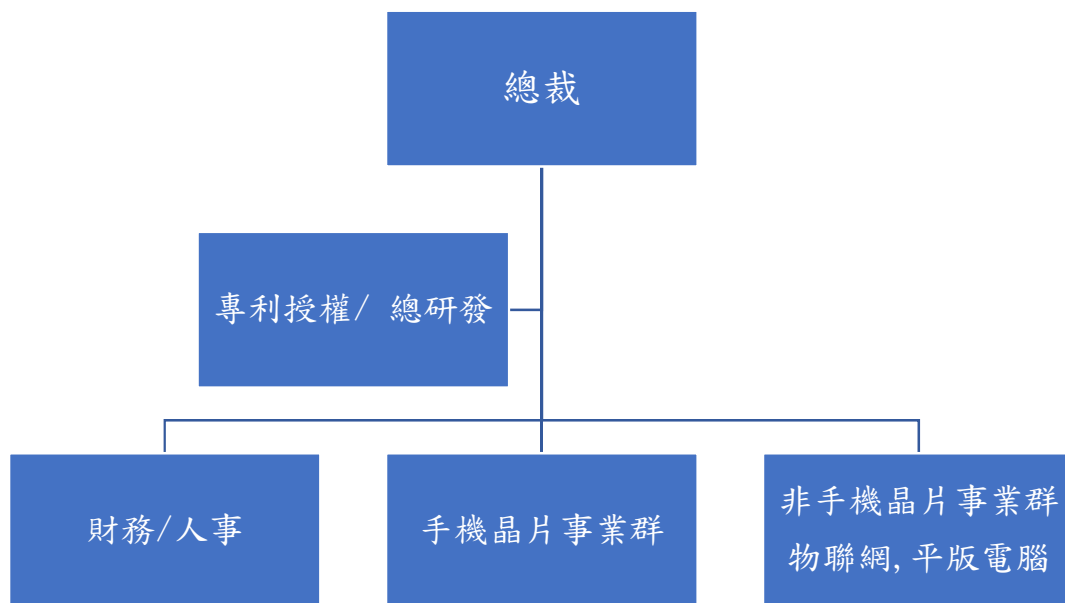 總裁
專利授權/ 總研發
財務/人事
手機晶片事業群
非手機晶片事業群
物聯網,平版電腦